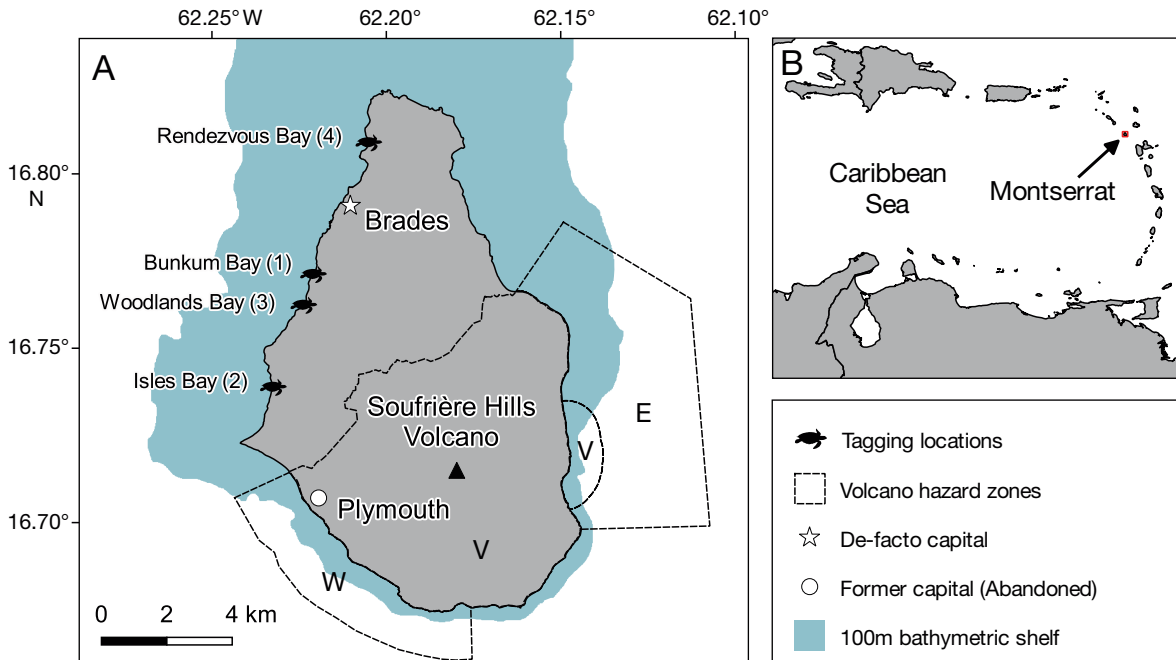 62.25°W
62.20°
62.15°
62.10°
A
Rendezvous Bay (4)
16.80°
N
Brades
Bunkum Bay (1)
Woodlands Bay (3)
16.75°
Isles Bay (2)
Soufrière Hills
Volcano
E
V
Plymouth
16.70°
V
W
0 2 4 km
B
Caribbean
Sea
Montserrat
Tagging locations
Volcano hazard zones
De-facto capital
Former capital (Abandoned)
100m bathymetric shelf